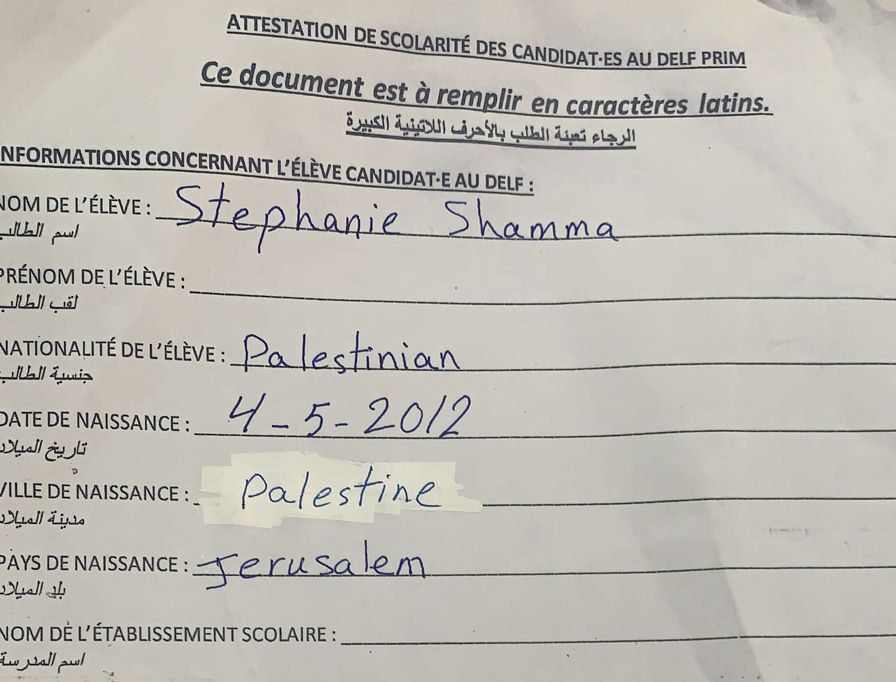 ATTESTATION DE SCOLARITÉ DES CANDIDAT·ES AU DELF PRIM
Ce document est à remplir en caractères latins.
الرجاء تعبئة الطلب بالأحرف اللاتينية الكبيرة
NFORMATIONS CONCERNANT L'ÉLÈVE CANDIDAT·E AU DELF :
NOM DE L'ÉLÈVE : Stephanie Shamma
اسم الطالب
PRÉNOM DE L'ÉLÈVE :
لقب الطالب
NATIONALITÉ DE L'ÉLÈVE : Palestinian
جنسية الطالب
DATE DE NAISSANCE : 4-5-2012
تاريخ الميلاد
VILLE DE NAISSANCE : Palestine
مدينة الميلاد
PAYS DE NAISSANCE : Jerusalem
بلد الميلاد
NOM DE L'ÉTABLISSEMENT SCOLAIRE :
اسم المدرسة